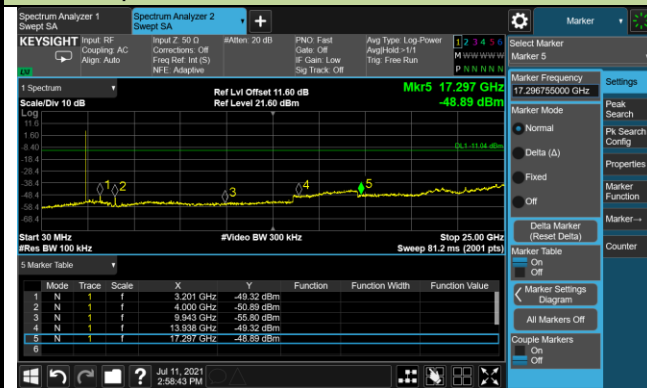 Spectrum Analyzer 1
Swept SA
Spectrum Analyzer 2
Swept SA
+
Marker
KEYSIGHT
Input: RF
Coupling: AC
Align: Auto
Input Z: 50 Ω
Corrections: Off
Freq Ref: Int (S)
NFE: Adaptive
#Atten: 20 dB
PNO: Fast
Gate: Off
IF Gain: Low
Sig Track: Off
Avg Type: Log-Power
Avg|Hold:>1/1
Trig: Free Run
1 2 3 4 5 6
M W W W W W
P N N N N N
Select Marker
Marker 5
1 Spectrum
Scale/Div 10 dB
Ref Lvl Offset 11.60 dB
Ref Level 21.60 dBm
Mkr5 17.297 GHz
-48.89 dBm
Log
11.6
1.60
-8.40
-18.4
-28.4
-38.4
-48.4
-58.4
-68.4
DL1 -11.04 dBm
1
2
3
4
5
Start 30 MHz
#Video BW 300 kHz
Stop 25.00 GHz
#Res BW 100 kHz
Sweep 81.2 ms (2001 pts)
5 Marker Table
Mode Trace Scale X Y Function Function Width Function Value
1 N 1 f 3.201 GHz -49.32 dBm
2 N 1 f 4.000 GHz -50.89 dBm
3 N 1 f 9.943 GHz -55.80 dBm
4 N 1 f 13.938 GHz -49.32 dBm
5 N 1 f 17.297 GHz -48.89 dBm
6
Marker Frequency
17.296755000 GHz
Marker Mode
Normal
Delta (Δ)
Fixed
Off
Delta Marker
(Reset Delta)
Marker Table
On
Off
Marker Settings
Diagram
All Markers Off
Couple Markers
On
Off
Settings
Peak
Search
Pk Search
Config
Properties
Marker
Function
Marker→
Counter
?
Jul 11, 2021
2:58:43 PM